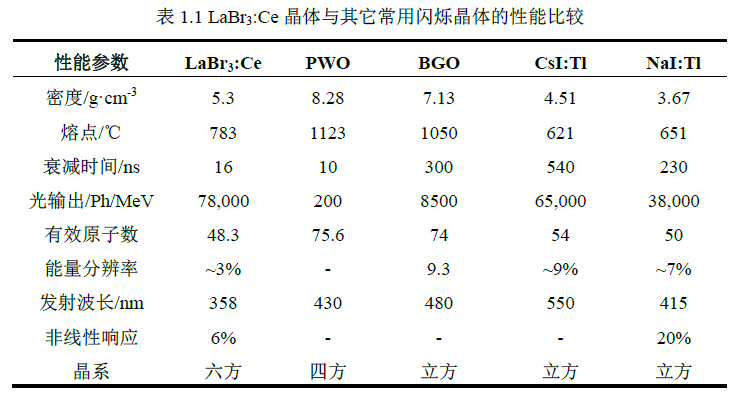 表 1.1 LaBr₃:Ce 晶体与其它常用闪烁晶体的性能比较
性能参数 LaBr₃:Ce PWO BGO CsI:Tl NaI:Tl
密度/g·cm⁻³ 5.3 8.28 7.13 4.51 3.67
熔点/℃ 783 1123 1050 621 651
衰减时间/ns 16 10 300 540 230
光输出/Ph/MeV 78,000 200 8500 65,000 38,000
有效原子数 48.3 75.6 74 54 50
能量分辨率 ~3% - 9.3 ~9% ~7%
发射波长/nm 358 430 480 550 415
非线性响应 6% - - - 20%
晶系 六方 四方 立方 立方 立方